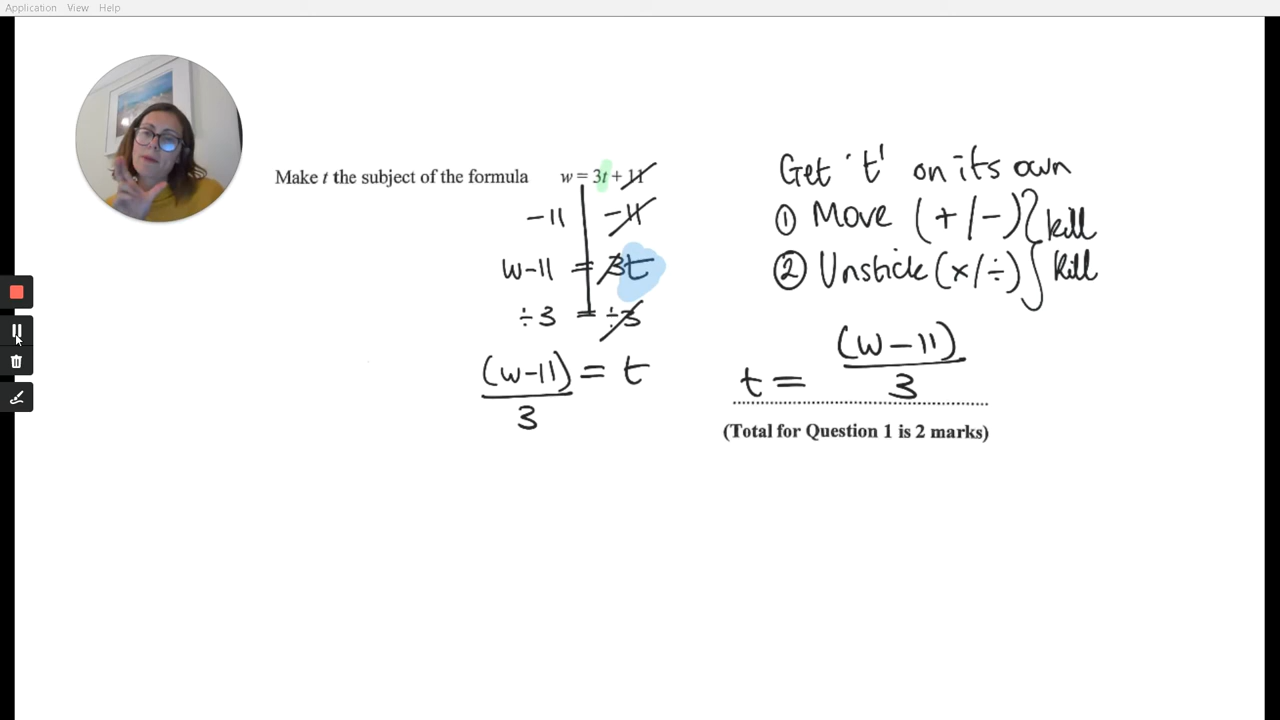 Application View Help
Make t the subject of the formula w = 3t + 11
-11 -11
w-11 = 3t
÷3 = ÷3
(w-11) = t
3
Get 't' on its own
① Move (+/-) } kill
② Unstick (×/÷) } kill
t = (w-11)
3
(Total for Question 1 is 2 marks)